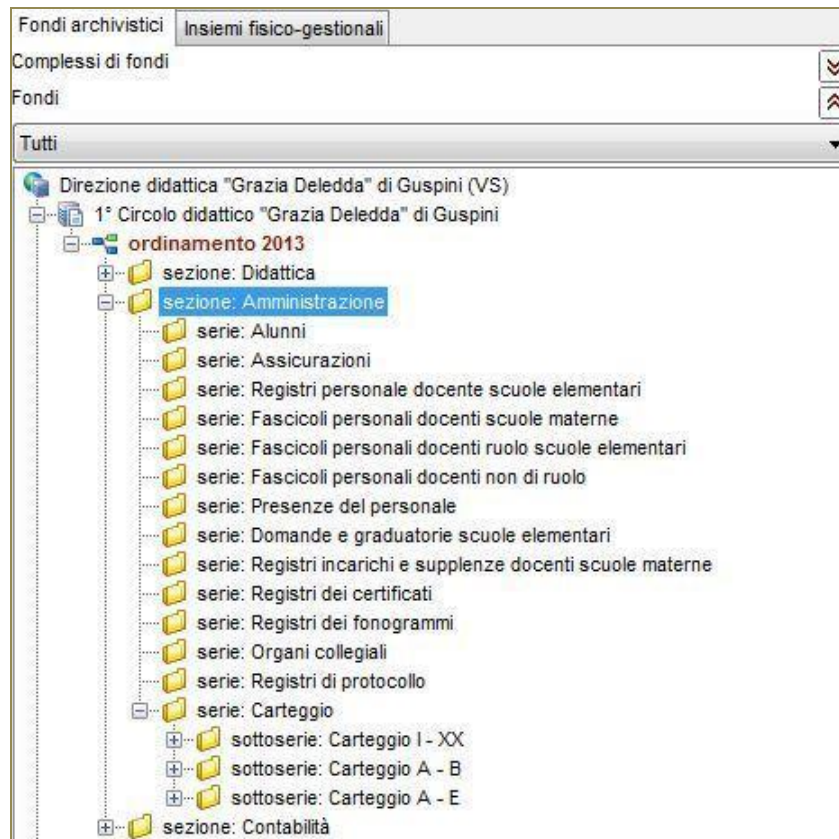 Fondi archivistici Insiemi fisico-gestionali
Complessi di fondi
Fondi
Tutti
Direzione didattica "Grazia Deledda" di Guspini (VS)
1° Circolo didattico "Grazia Deledda" di Guspini
ordinamento 2013
sezione: Didattica
sezione: Amministrazione
serie: Alunni
serie: Assicurazioni
serie: Registri personale docente scuole elementari
serie: Fascicoli personali docenti scuole materne
serie: Fascicoli personali docenti ruolo scuole elementari
serie: Fascicoli personali docenti non di ruolo
serie: Presenze del personale
serie: Domande e graduatorie scuole elementari
serie: Registri incarichi e supplenze docenti scuole materne
serie: Registri dei certificati
serie: Registri dei fonogrammi
serie: Organi collegiali
serie: Registri di protocollo
serie: Carteggio
sottoserie: Carteggio I - XX
sottoserie: Carteggio A - B
sottoserie: Carteggio A - E
sezione: Contabilità